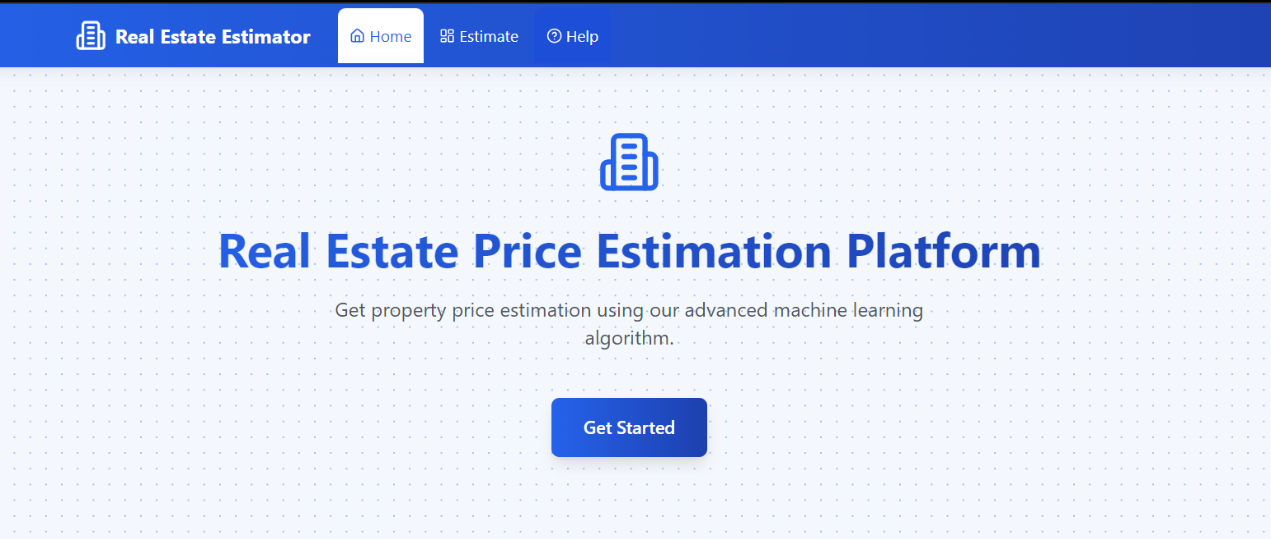 Real Estate Estimator Home Estimate Help
Real Estate Price Estimation Platform
Get property price estimation using our advanced machine learning
algorithm.
Get Started